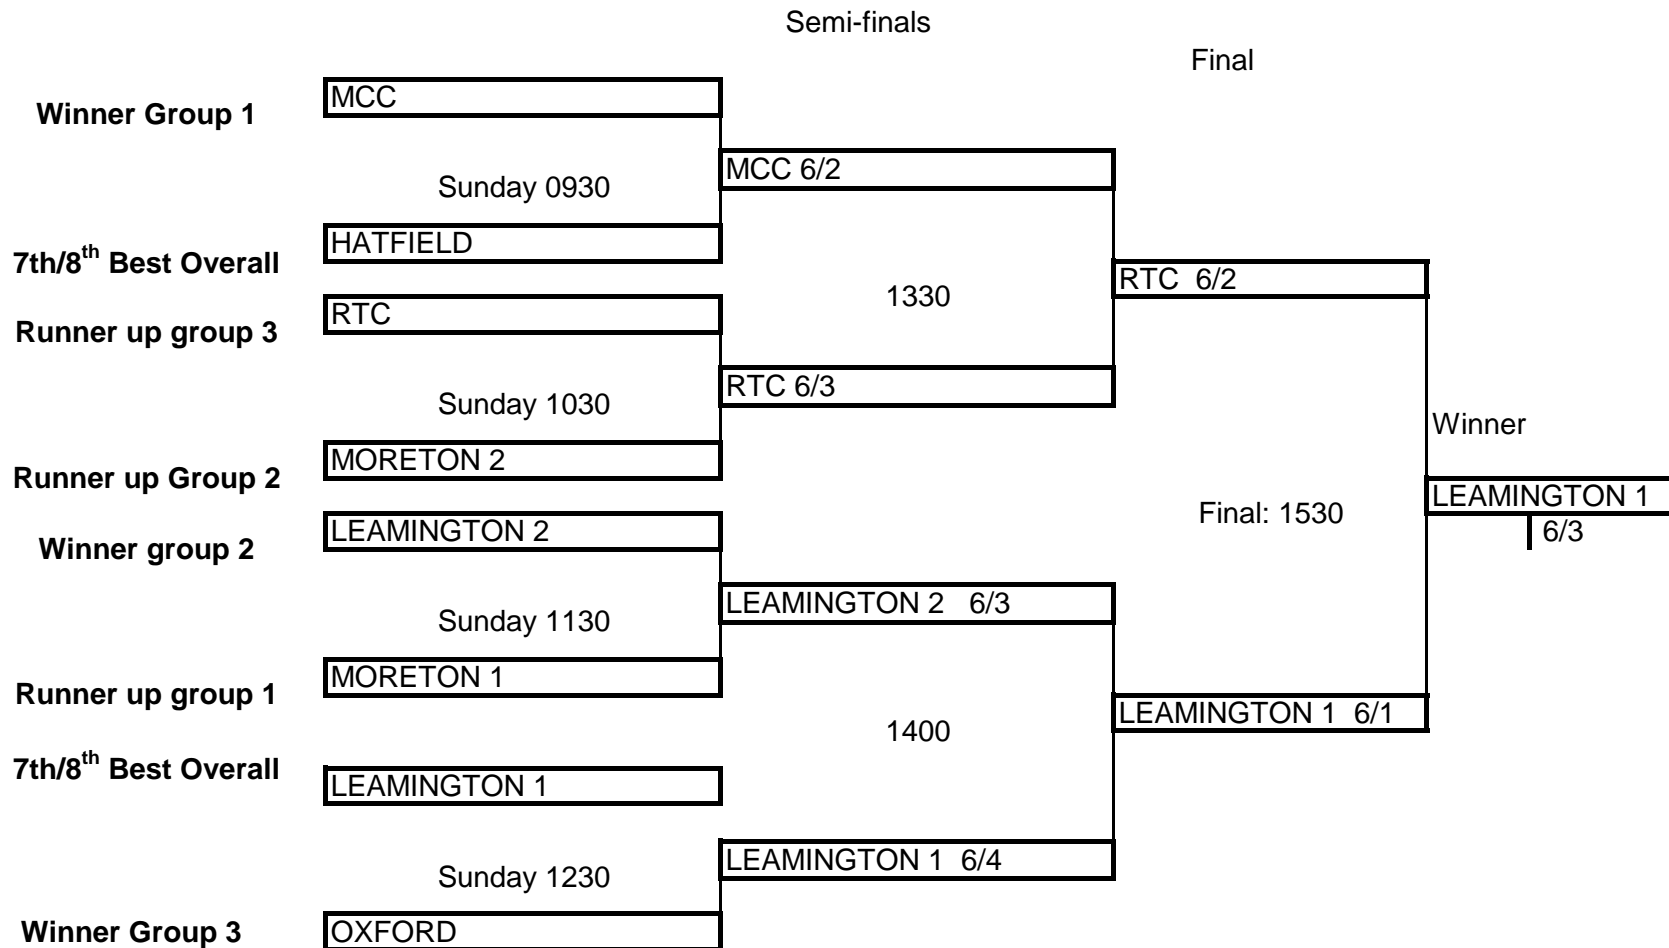 Semi-finals
Final
Winner Group 1
MCC
Sunday 0930
MCC 6/2
7th/8th Best Overall
HATFIELD
1330
RTC 6/2
Runner up group 3
RTC
Sunday 1030
RTC 6/3
Runner up Group 2
MORETON 2
Winner
LEAMINGTON 1
6/3
Final: 1530
Winner group 2
LEAMINGTON 2
Sunday 1130
LEAMINGTON 2 6/3
Runner up group 1
MORETON 1
1400
LEAMINGTON 1 6/1
7th/8th Best Overall
LEAMINGTON 1
Sunday 1230
LEAMINGTON 1 6/4
Winner Group 3
OXFORD